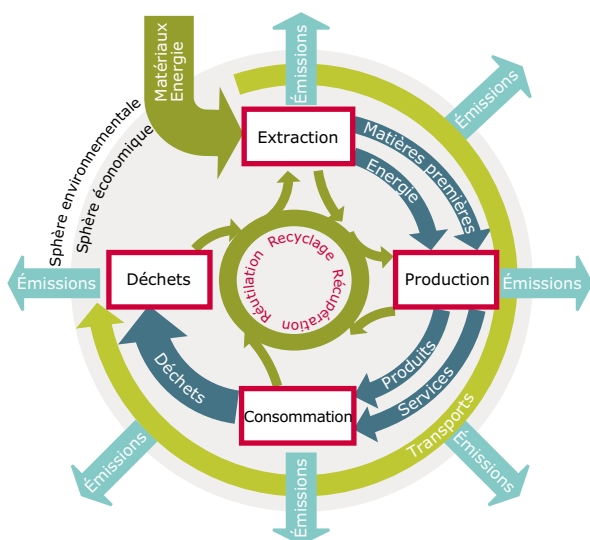 Matériaux
Energie
Émissions
Émissions
Sphère environnementale
Sphère économique
Extraction
Matières premières
Energie
Recyclage
Récupération
Réutilation
Déchets
Production
Émissions
Émissions
Déchets
Produits
Services
Consommation
Transports
Émissions
Émissions
Émissions